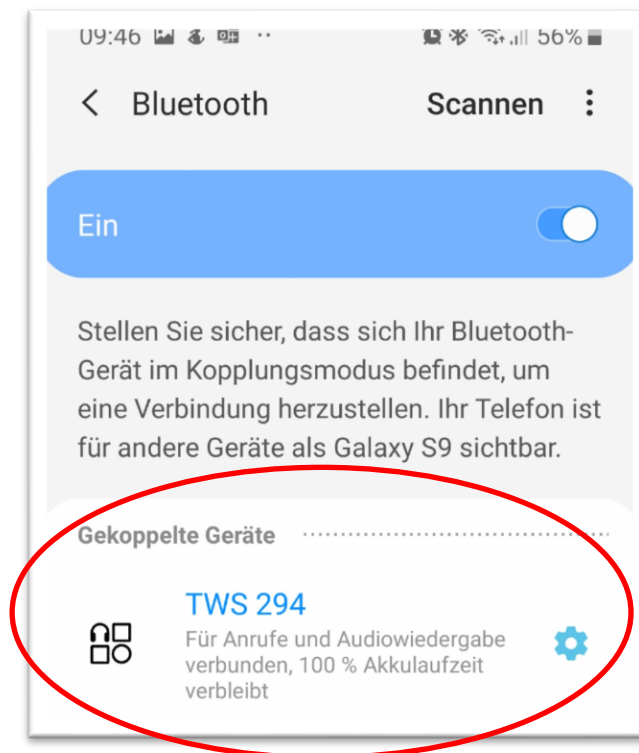 09:46 56%
Bluetooth Scannen
Ein
Stellen Sie sicher, dass sich Ihr Bluetooth-
Gerät im Kopplungsmodus befindet, um
eine Verbindung herzustellen. Ihr Telefon ist
für andere Geräte als Galaxy S9 sichtbar.
Gekoppelte Geräte
TWS 294
Für Anrufe und Audiowiedergabe
verbunden, 100 % Akkulaufzeit
verbleibt